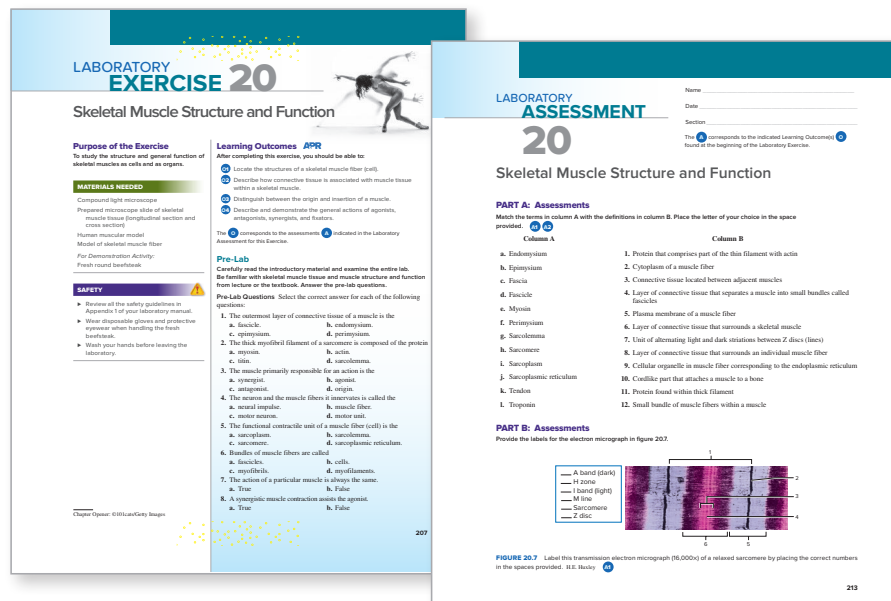 LABORATORY
EXERCISE 20
Skeletal Muscle Structure and Function
Purpose of the Exercise
To study the structure and general function of
skeletal muscles as cells and as organs.
MATERIALS NEEDED
Compound light microscope
Prepared microscope slide of skeletal
muscle tissue (longitudinal section and
cross section)
Human muscular model
Model of skeletal muscle fiber
For Demonstration Activity:
Fresh round beefsteak
SAFETY
► Review all the safety guidelines in
Appendix 1 of your laboratory manual.
► Wear disposable gloves and protective
eyewear when handling the fresh
beefsteak.
► Wash your hands before leaving the
laboratory.
Chapter Opener: ©101cats/Getty Images
Learning Outcomes APR
After completing this exercise, you should be able to:
O1 Locate the structures of a skeletal muscle fiber (cell).
O2 Describe how connective tissue is associated with muscle tissue
within a skeletal muscle.
O3 Distinguish between the origin and insertion of a muscle.
O4 Describe and demonstrate the general actions of agonists,
antagonists, synergists, and fixators.
The O corresponds to the assessments A indicated in the Laboratory
Assessment for this Exercise.
Pre-Lab
Carefully read the introductory material and examine the entire lab.
Be familiar with skeletal muscle tissue and muscle structure and function
from lecture or the textbook. Answer the pre-lab questions.
Pre-Lab Questions Select the correct answer for each of the following
questions:
1. The outermost layer of connective tissue of a muscle is the
a. fascicle. b. endomysium.
c. epimysium. d. perimysium.
2. The thick myofibril filament of a sarcomere is composed of the protein
a. myosin. b. actin.
c. titin. d. sarcolemma.
3. The muscle primarily responsible for an action is the
a. synergist. b. agonist.
c. antagonist. d. origin.
4. The neuron and the muscle fibers it innervates is called the
a. neural impulse. b. muscle fiber.
c. motor neuron. d. motor unit.
5. The functional contractile unit of a muscle fiber (cell) is the
a. sarcoplasm. b. sarcolemma.
c. sarcomere. d. sarcoplasmic reticulum.
6. Bundles of muscle fibers are called
a. fascicles. b. cells.
c. myofibrils. d. myofilaments.
7. The action of a particular muscle is always the same.
a. True b. False
8. A synergistic muscle contraction assists the agonist.
a. True b. False
207
LABORATORY
ASSESSMENT
20
Name
Date
Section
The A corresponds to the indicated Learning Outcome(s) O
found at the beginning of the Laboratory Exercise.
Skeletal Muscle Structure and Function
PART A: Assessments
Match the terms in column A with the definitions in column B. Place the letter of your choice in the space
provided. A1 A2
Column A
a. Endomysium
b. Epimysium
c. Fascia
d. Fascicle
e. Myosin
f. Perimysium
g. Sarcolemma
h. Sarcomere
i. Sarcoplasm
j. Sarcoplasmic reticulum
k. Tendon
l. Troponin
Column B
1. Protein that comprises part of the thin filament with actin
2. Cytoplasm of a muscle fiber
3. Connective tissue located between adjacent muscles
4. Layer of connective tissue that separates a muscle into small bundles called
fascicles
5. Plasma membrane of a muscle fiber
6. Layer of connective tissue that surrounds a skeletal muscle
7. Unit of alternating light and dark striations between Z discs (lines)
8. Layer of connective tissue that surrounds an individual muscle fiber
9. Cellular organelle in muscle fiber corresponding to the endoplasmic reticulum
10. Cordlike part that attaches a muscle to a bone
11. Protein found within thick filament
12. Small bundle of muscle fibers within a muscle
PART B: Assessments
Provide the labels for the electron micrograph in figure 20.7.
A band (dark)
H zone
I band (light)
M line
Sarcomere
Z disc
1
2
3
4
6 5
FIGURE 20.7 Label this transmission electron micrograph (16,000x) of a relaxed sarcomere by placing the correct numbers
in the spaces provided. H.E. Huxley A1
213